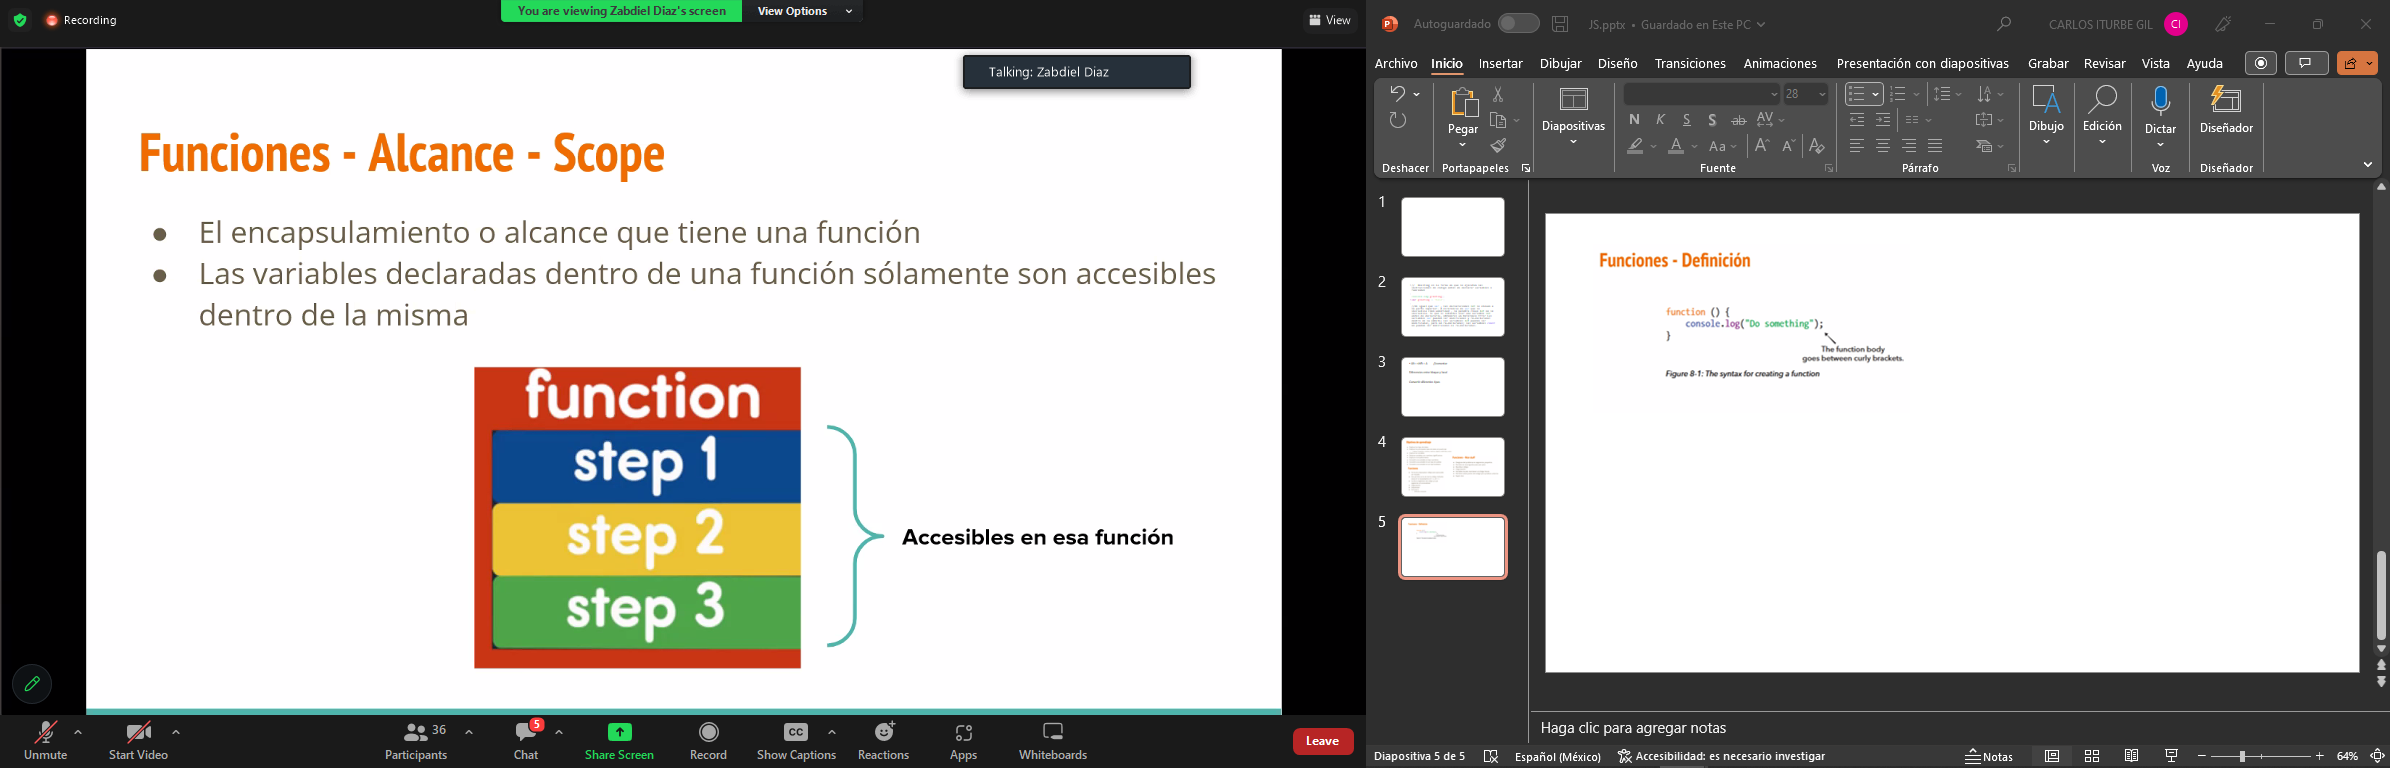 Recording
You are viewing Zabdiel Diaz's screen
View Options
View
Talking: Zabdiel Diaz
Funciones - Alcance - Scope
● El encapsulamiento o alcance que tiene una función
● Las variables declaradas dentro de una función sólamente son accesibles
dentro de la misma
function
step 1
step 2
step 3
Accesibles en esa función
Unmute
Start Video
36
Participants
5
Chat
Share Screen
Record
CC
Show Captions
Reactions
Apps
Whiteboards
Leave
Autoguardado
JS.pptx • Guardado en Este PC
CARLOS ITURBE GIL
CI
Archivo Inicio Insertar Dibujar Diseño Transiciones Animaciones Presentación con diapositivas Grabar Revisar Vista Ayuda
28
Pegar
Diapositivas
N K S S ab AV
Aa A A
Dibujo
Edición
Dictar
Diseñador
Deshacer Portapapeles Fuente Párrafo Voz Diseñador
1
2
3
4
5
Funciones - Definición
function () {
console.log("Do something");
}
The function body
goes between curly brackets.
Figure 8-1: The syntax for creating a function
Haga clic para agregar notas
Diapositiva 5 de 5
Español (México)
Accesibilidad: es necesario investigar
Notas
64%